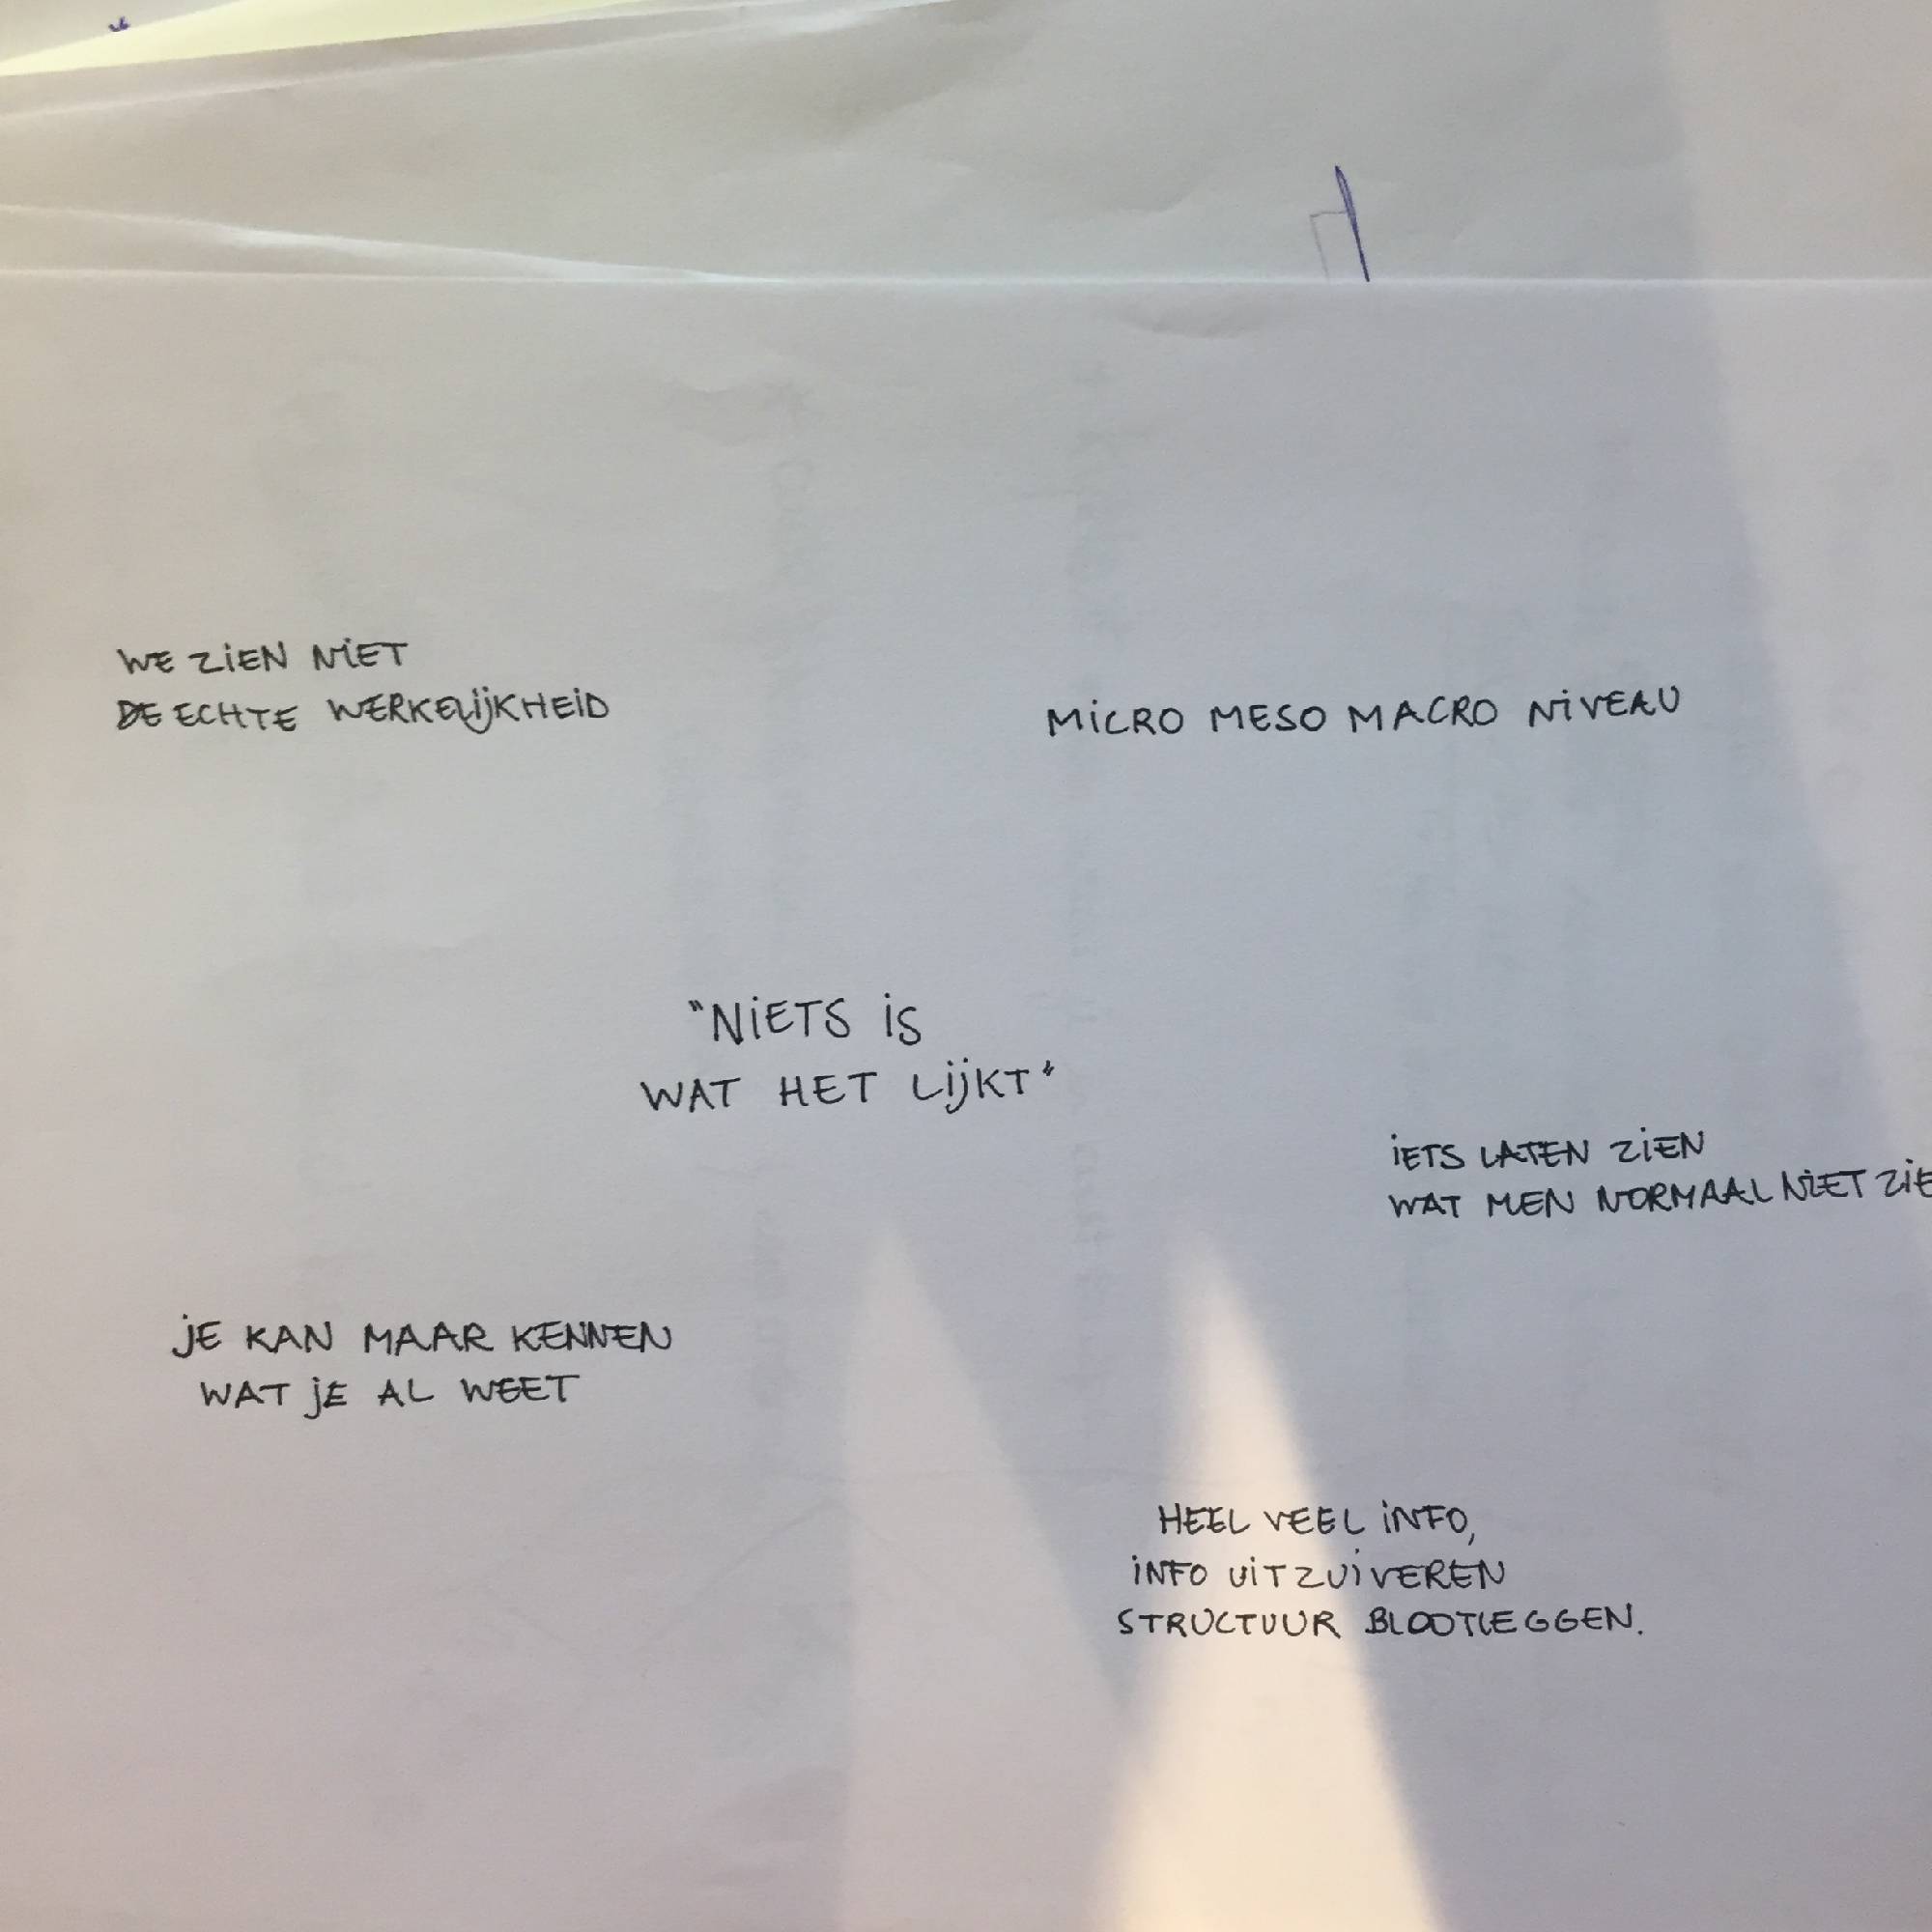 WE ZIEN NIET
DE ECHTE WERKELIJKHEID
MICRO MESO MACRO NIVEAU
"NIETS IS
WAT HET LIJKT"
IETS LATEN ZIEN
WAT MEN NORMAAL NIET ZIE
JE KAN MAAR KENNEN
WAT JE AL WEET
HEEL VEEL INFO,
INFO UITZUIVEREN
STRUCTUUR BLOOTLEGGEN.